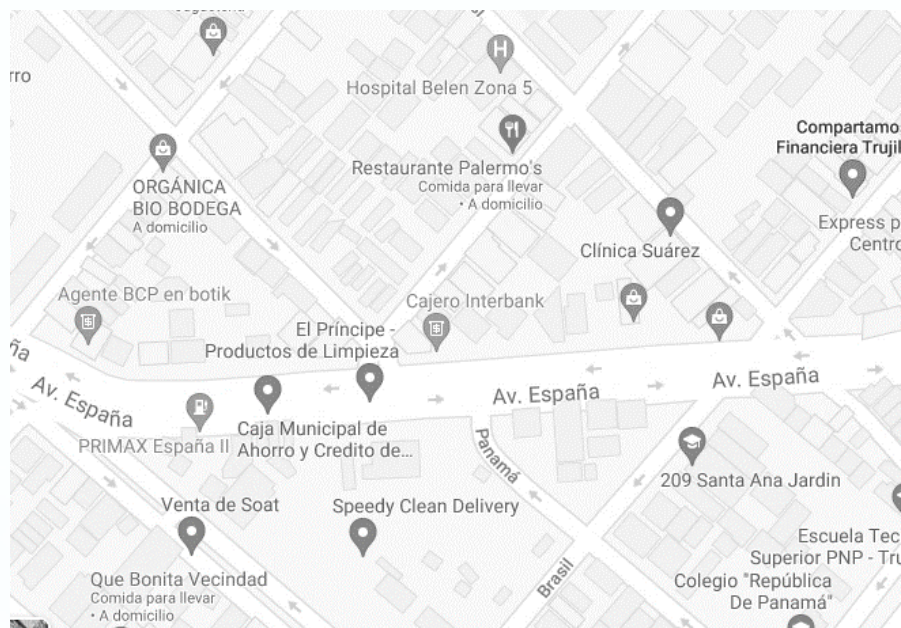 rro
Hospital Belen Zona 5
Compartamo
Financiera Trujil
Restaurante Palermo's
Comida para llevar
• A domicilio
ORGÁNICA
BIO BODEGA
A domicilio
Express p
Centro
Clínica Suárez
Agente BCP en botik
Cajero Interbank
El Príncipe -
Productos de Limpieza
ña
Av. España
Av. España
Av. España
PRIMAX España II
Caja Municipal de
Ahorro y Credito de...
Panamá
209 Santa Ana Jardin
Venta de Soat
Speedy Clean Delivery
Escuela Tec
Superior PNP - Tru
Brasil
Que Bonita Vecindad
Comida para llevar
• A domicilio
Colegio "República
De Panamá"